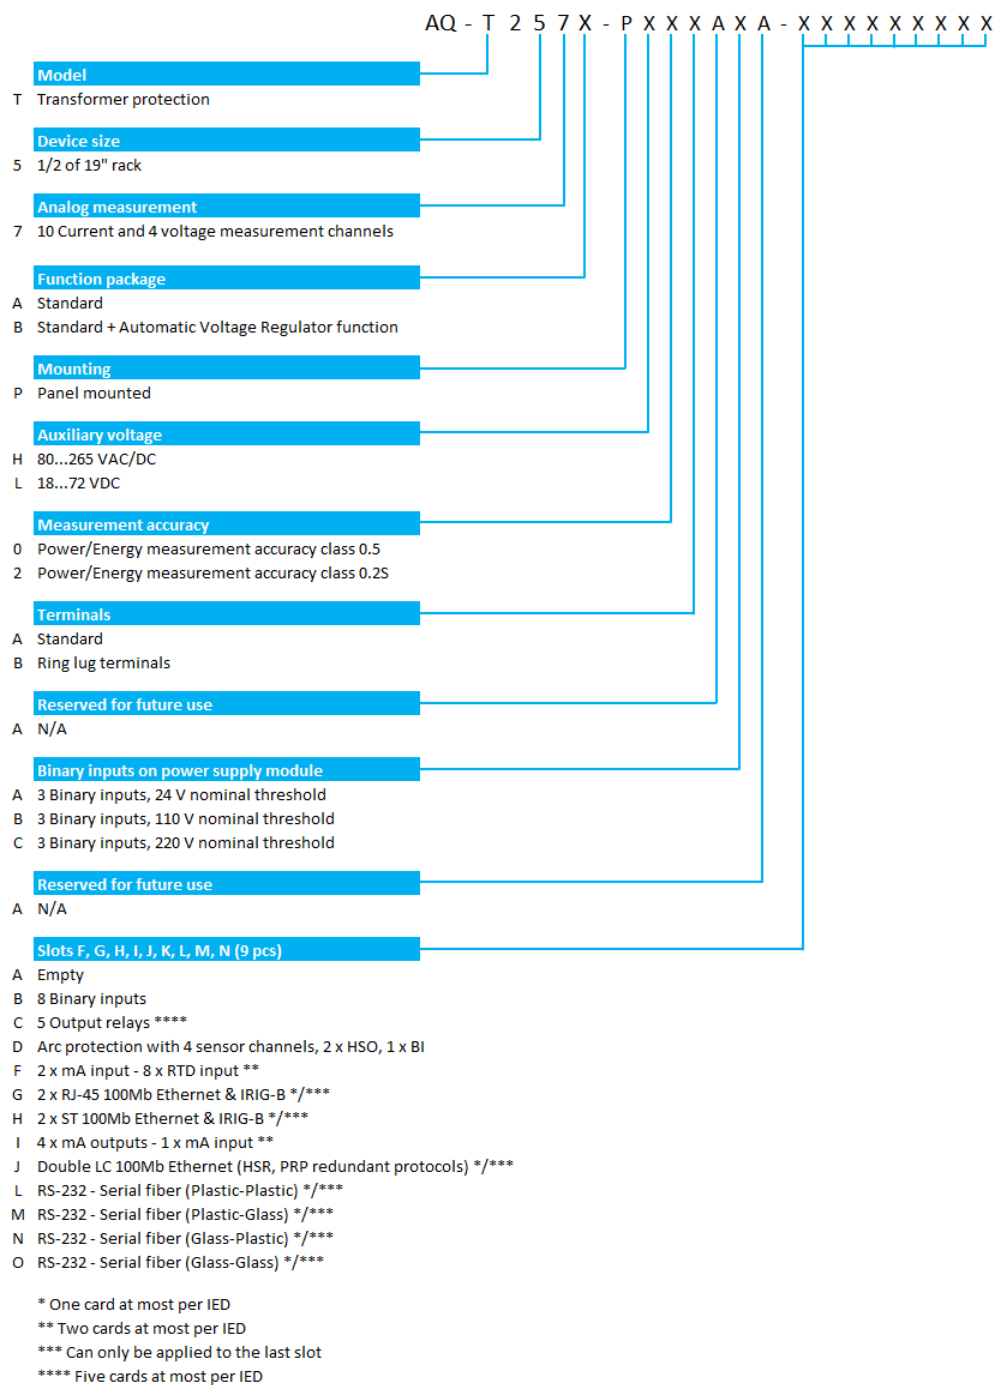 AQ - T 2 5 7 X - P X X X A X A - X X X X X X X X X
Model
T Transformer protection
Device size
5 1/2 of 19" rack
Analog measurement
7 10 Current and 4 voltage measurement channels
Function package
A Standard
B Standard + Automatic Voltage Regulator function
Mounting
P Panel mounted
Auxiliary voltage
H 80...265 VAC/DC
L 18...72 VDC
Measurement accuracy
0 Power/Energy measurement accuracy class 0.5
2 Power/Energy measurement accuracy class 0.2S
Terminals
A Standard
B Ring lug terminals
Reserved for future use
A N/A
Binary inputs on power supply module
A 3 Binary inputs, 24 V nominal threshold
B 3 Binary inputs, 110 V nominal threshold
C 3 Binary inputs, 220 V nominal threshold
Reserved for future use
A N/A
Slots F, G, H, I, J, K, L, M, N (9 pcs)
A Empty
B 8 Binary inputs
C 5 Output relays ****
D Arc protection with 4 sensor channels, 2 x HSO, 1 x BI
F 2 x mA input - 8 x RTD input **
G 2 x RJ-45 100Mb Ethernet & IRIG-B */***
H 2 x ST 100Mb Ethernet & IRIG-B */***
I 4 x mA outputs - 1 x mA input **
J Double LC 100Mb Ethernet (HSR, PRP redundant protocols) */***
L RS-232 - Serial fiber (Plastic-Plastic) */***
M RS-232 - Serial fiber (Plastic-Glass) */***
N RS-232 - Serial fiber (Glass-Plastic) */***
O RS-232 - Serial fiber (Glass-Glass) */***
* One card at most per IED
** Two cards at most per IED
*** Can only be applied to the last slot
**** Five cards at most per IED